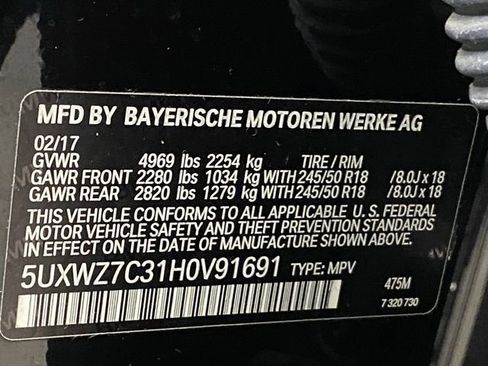 MFD BY BAYERISCHE MOTOREN WERKE AG
02/17
GVWR 4969 lbs 2254 kg TIRE / RIM
GAWR FRONT 2280 lbs 1034 kg WITH 245/50 R18 /8.0J x 18
GAWR REAR 2820 lbs 1279 kg WITH 245/50 R18 /8.0J x 18
THIS VEHICLE CONFORMS TO ALL APPLICABLE U. S. FEDERAL
MOTOR VEHICLE SAFETY AND THEFT PREVENTION STANDARDS
IN EFFECT ON THE DATE OF MANUFACTURE SHOWN ABOVE.
5UXWZ7C31H0V91691 TYPE: MPV
475M
7 320 730